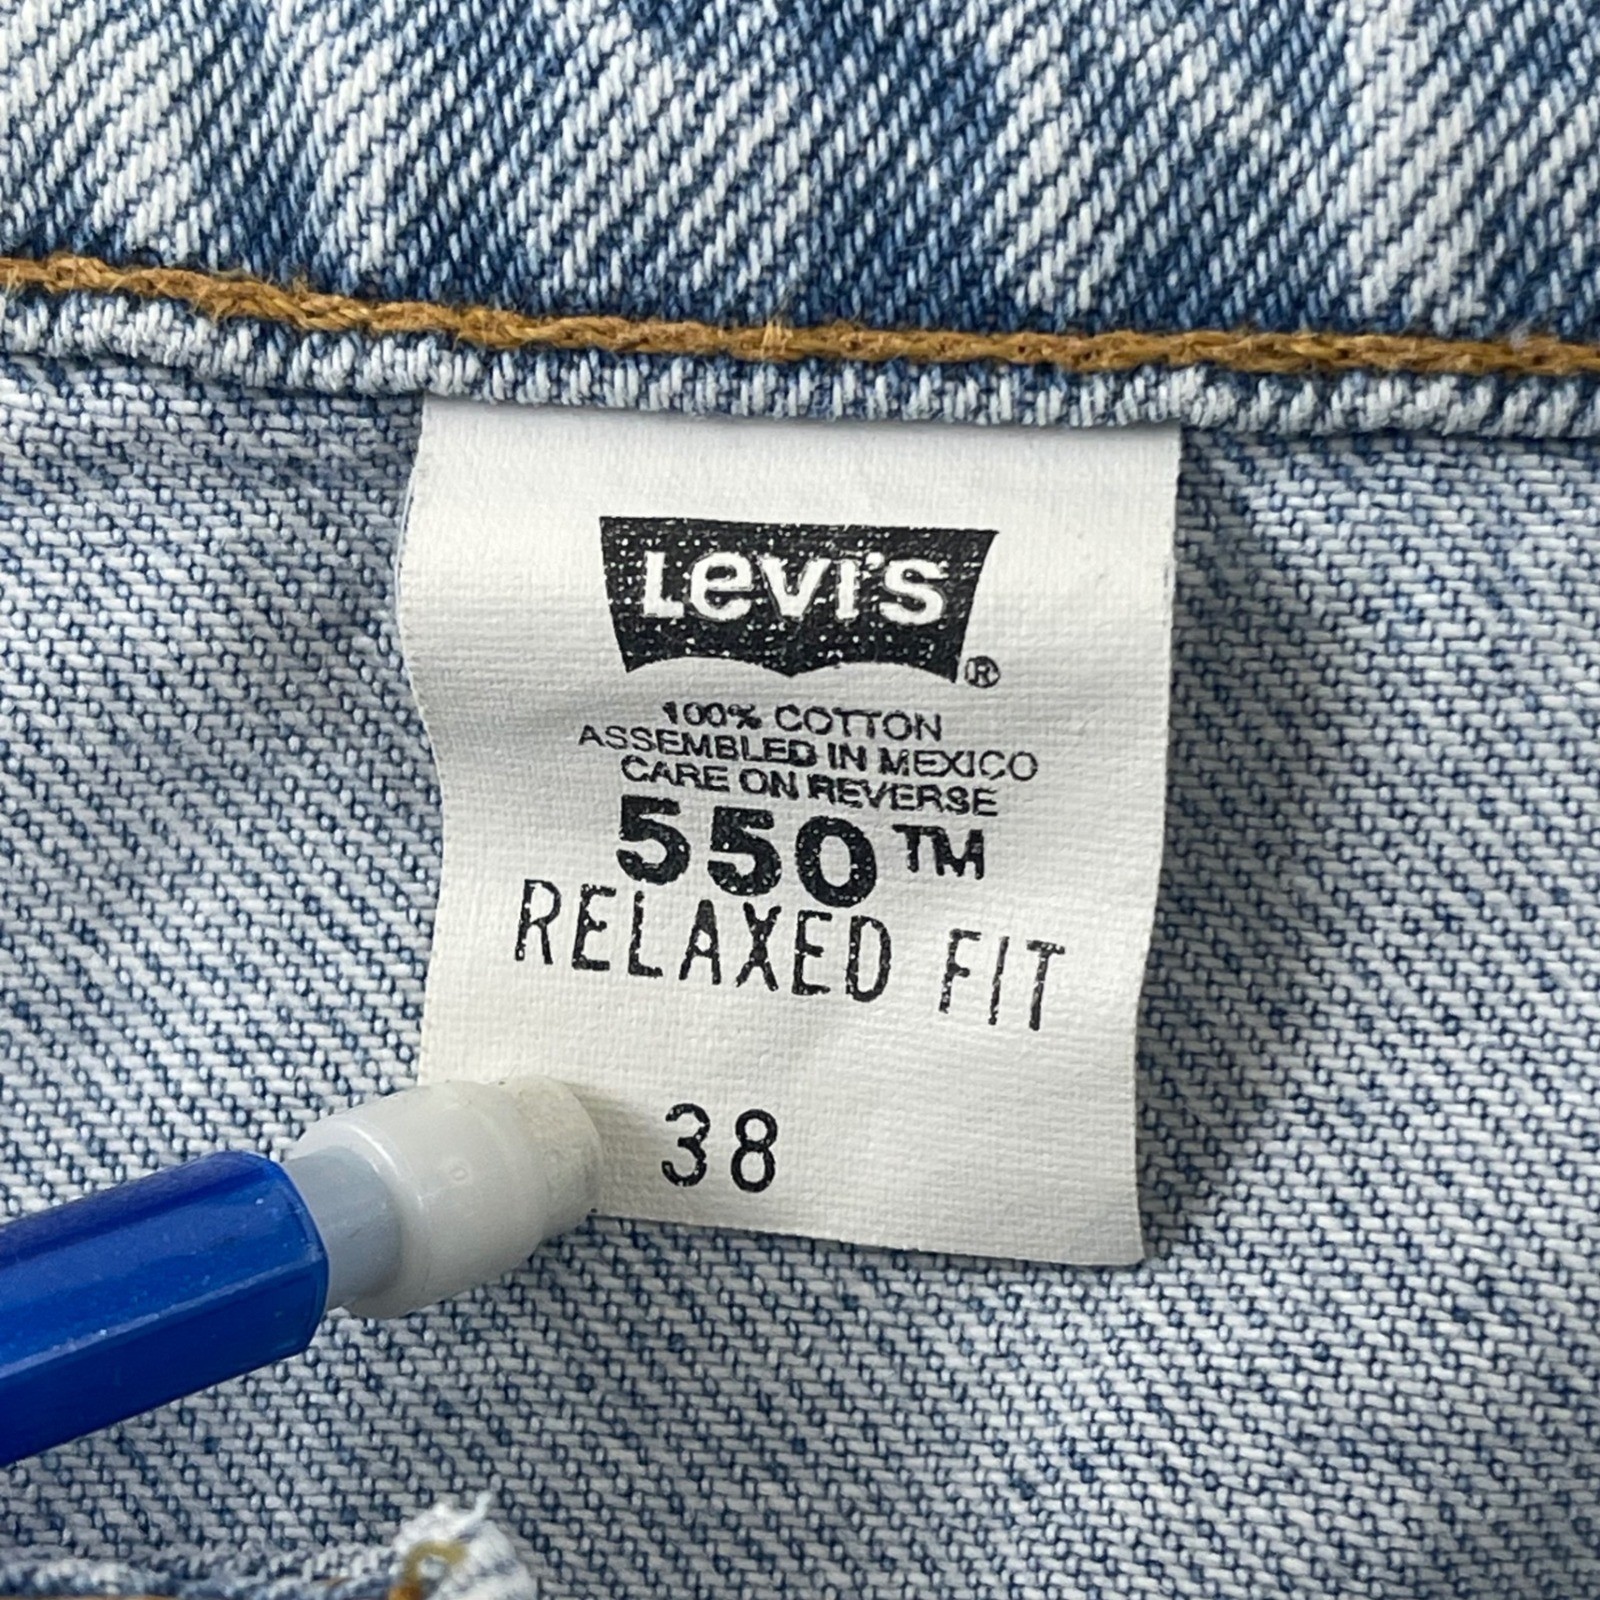 Levi's ®
100% COTTON
ASSEMBLED IN MEXICO
CARE ON REVERSE
550™
RELAXED FIT
38